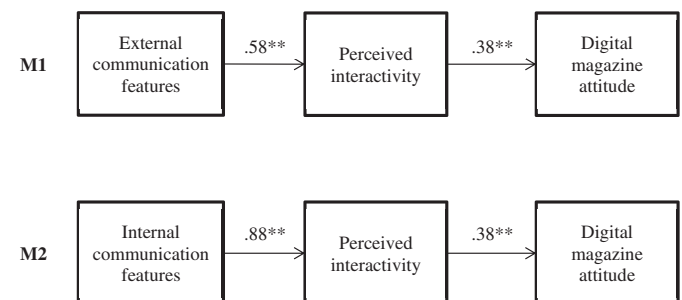 M1
External
communication
features
.58**
Perceived
interactivity
.38**
Digital
magazine
attitude
M2
Internal
communication
features
.88**
Perceived
interactivity
.38**
Digital
magazine
attitude